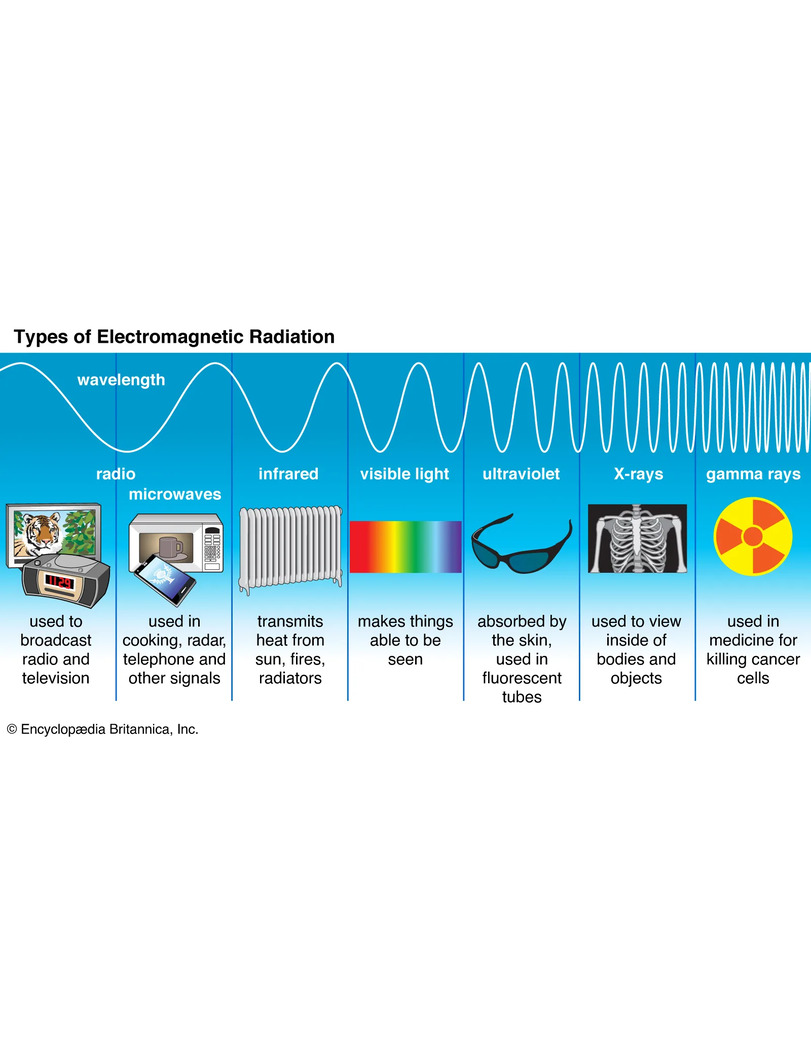 Types of Electromagnetic Radiation
wavelength
radio
microwaves
infrared
visible light
ultraviolet
X-rays
gamma rays
11:29
used to
broadcast
radio and
television
used in
cooking, radar,
telephone and
other signals
transmits
heat from
sun, fires,
radiators
makes things
able to be
seen
absorbed by
the skin,
used in
fluorescent
tubes
used to view
inside of
bodies and
objects
used in
medicine for
killing cancer
cells
© Encyclopædia Britannica, Inc.